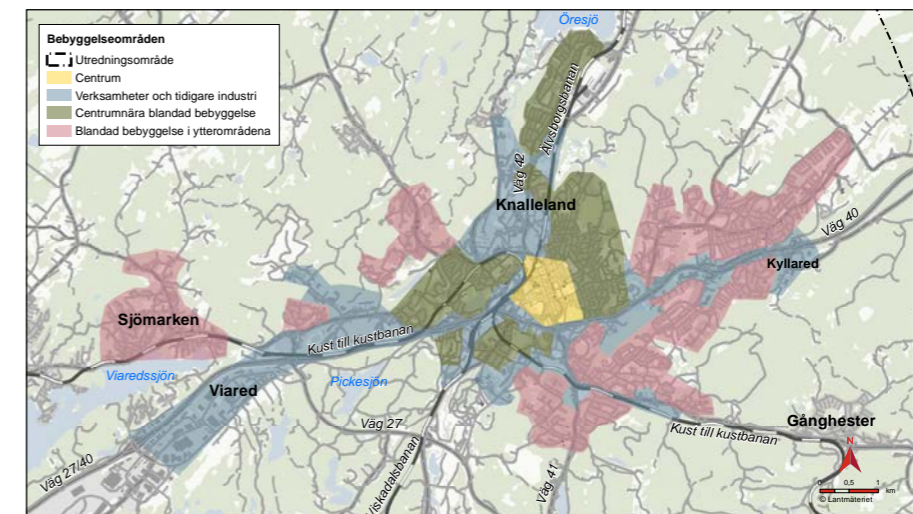 Bebyggelseområden
Utredningsområde
Centrum
Verksamheter och tidigare industri
Centrumnära blandad bebyggelse
Blandad bebyggelse i ytterområdena
Öresjö
Älvsborgsbanan
Väg 42
Knalleland
Väg 40
Kyllared
Sjömarken
Kust till kustbanan
Viaredssjön
Viared
Pickesjön
Väg 27
Gånghester
Kust till kustbanan
Väg 27/40
Viskadalsbanan
Väg 41
N
0 0,5 1
km
© Lantmäteriet